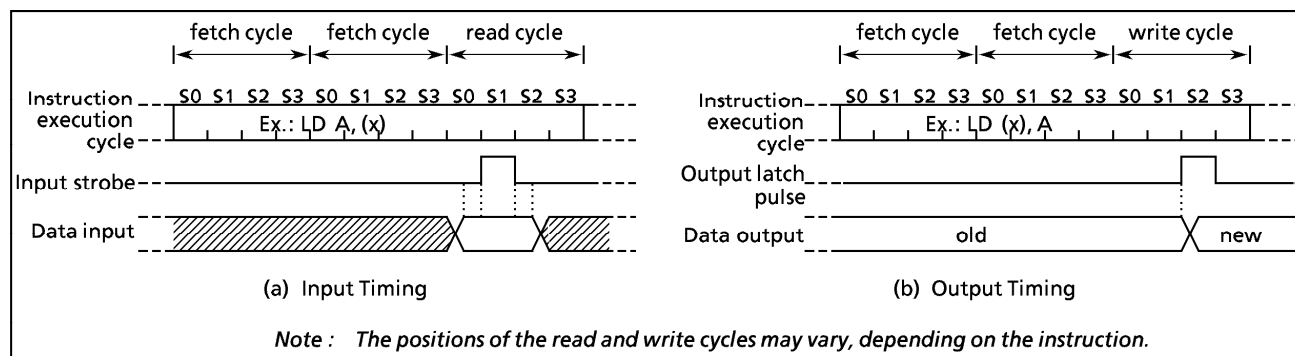 fetch cycle fetch cycle read cycle
S0 S1 S2 S3 S0 S1 S2 S3 S0 S1 S2 S3
Instruction
execution
cycle
Ex.: LD A, (x)
Input strobe
Data input
(a) Input Timing
fetch cycle fetch cycle write cycle
S0 S1 S2 S3 S0 S1 S2 S3 S0 S1 S2 S3
Instruction
execution
cycle
Ex.: LD (x), A
Output latch
pulse
Data output
old
new
(b) Output Timing
Note : The positions of the read and write cycles may vary, depending on the instruction.